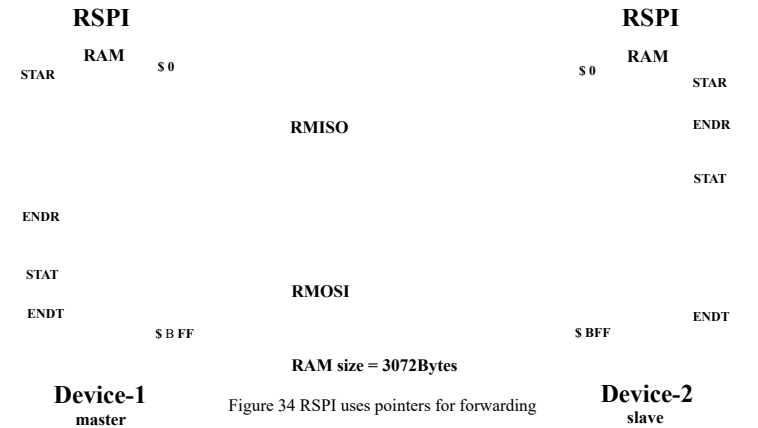 RSPI RSPI
RAM RAM
$ 0 $ 0
STAR STAR
RMISO ENDR
STAT
ENDR
STAT
RMOSI
ENDT ENDT
$ B FF $ BFF
RAM size = 3072Bytes
Device-1 Device-2
Figure 34 RSPI uses pointers for forwarding
master slave